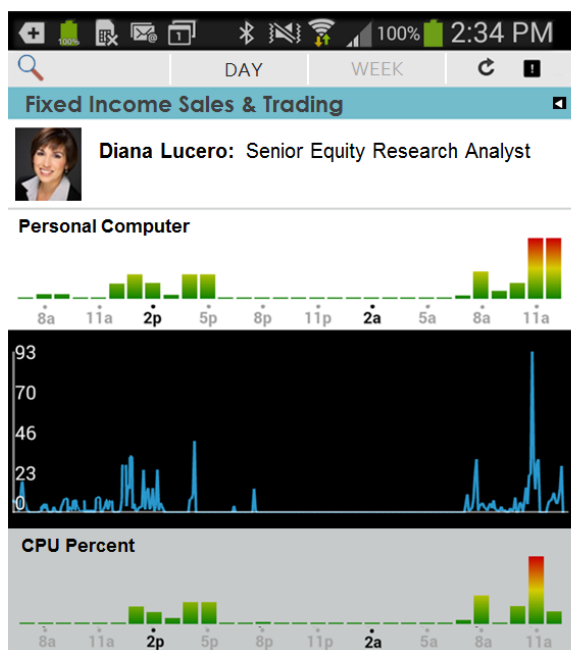 100% 1 @ 100% 2:34 PM
DAY WEEK
Fixed Income Sales & Trading
Diana Lucero: Senior Equity Research Analyst
Personal Computer
8a 11a 2p 5p 8p 11p 2a 5a 8a 11a
93
70
46
23
0
CPU Percent
8a 11a 2p 5p 8p 11p 2a 5a 8a 11a